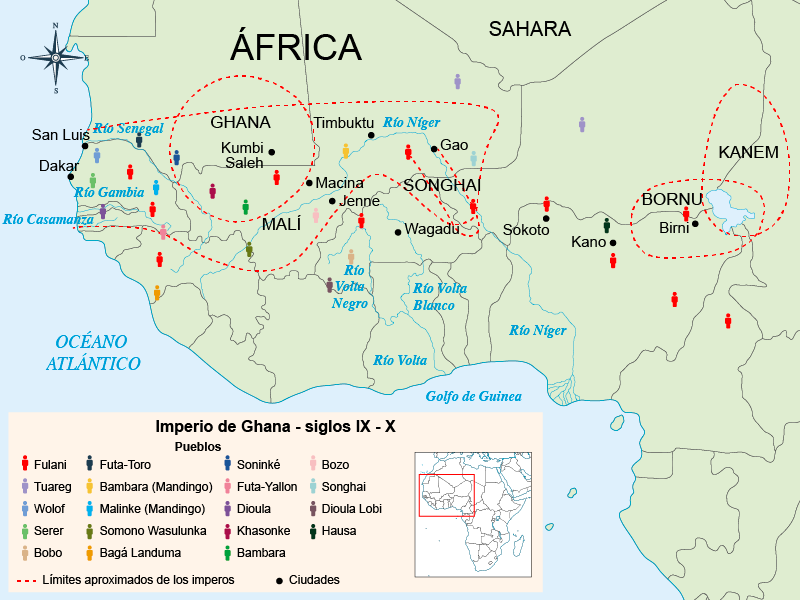 N
O
E
S
ÁFRICA
SAHARA
GHANA
Kumbi
Saleh
Timbuktu
Río Níger
Gao
KANEM
San Luis
Río Senegal
Dakar
Río Gambia
Río Casamanza
Macina
Jenne
MALÍ
SONGHAI
Wagadu
Sokoto
Kano
BORNU
Birni
Río
Volta
Negro
Río Volta
Blanco
Río Níger
Río Volta
OCÉANO
ATLÁNTICO
Golfo de Guinea
Imperio de Ghana - siglos IX - X
Pueblos
Fulani
Futa-Toro
Soninké
Bozo
Tuareg
Bambara (Mandingo)
Futa-Yallon
Songhai
Wolof
Malinke (Mandingo)
Dioula
Dioula Lobi
Serer
Somono Wasulunka
Khasonke
Hausa
Bobo
Bagá Landuma
Bambara
Límites aproximados de los imperos
Ciudades